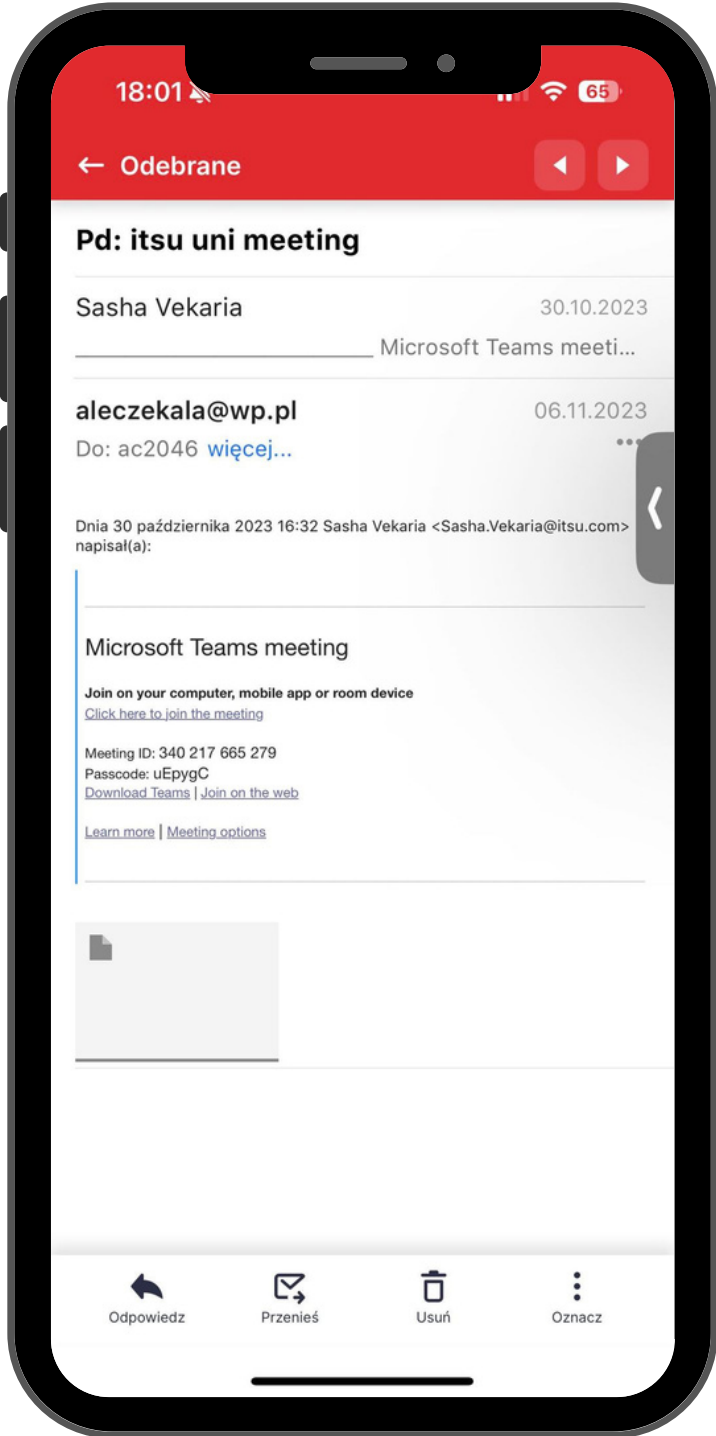 18:01
65
← Odebrane
Pd: itsu uni meeting
Sasha Vekaria 30.10.2023
Microsoft Teams meeti...
aleczekala@wp.pl 06.11.2023
Do: ac2046 więcej...
Dnia 30 października 2023 16:32 Sasha Vekaria <Sasha.Vekaria@itsu.com>
napisał(a):
Microsoft Teams meeting
Join on your computer, mobile app or room device
Click here to join the meeting
Meeting ID: 340 217 665 279
Passcode: uEpygC
Download Teams | Join on the web
Learn more | Meeting options
Odpowiedz Przenieś Usuń Oznacz